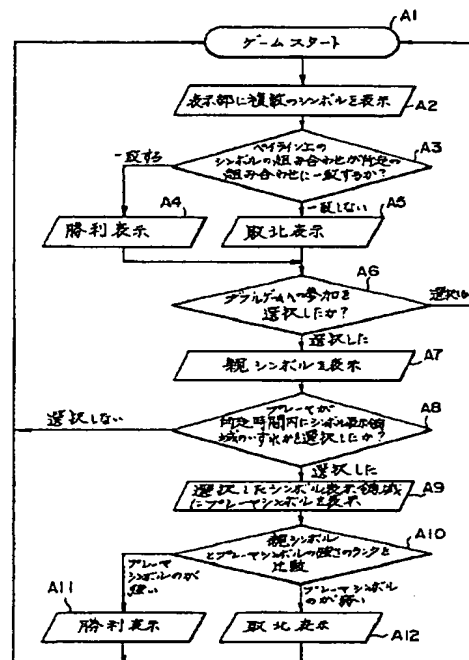 A1
ゲームスタート
表示部に複数のシンボルを表示
A2
ペイライン上の
シンボルの組み合わせが所定の
組み合わせに一致するか?
A3
一致する
一致しない
A4
勝利表示
A5
敗北表示
A6
ダブルゲームへの参加を
選択したか?
選択しない
選択した
親シンボルを表示
A7
プレーヤが
所定時間内にシンボル表示領
域のいずれかを選択したか?
A8
選択しない
選択した
選択したシンボル表示領域
にプレーヤシンボルを表示
A9
親シンボル
とプレーヤシンボルの強さのランクを
比較
A10
プレーヤ
シンボルのが
強い
プレーヤシンボル
のが弱い
A11
勝利表示
敗北表示
A12